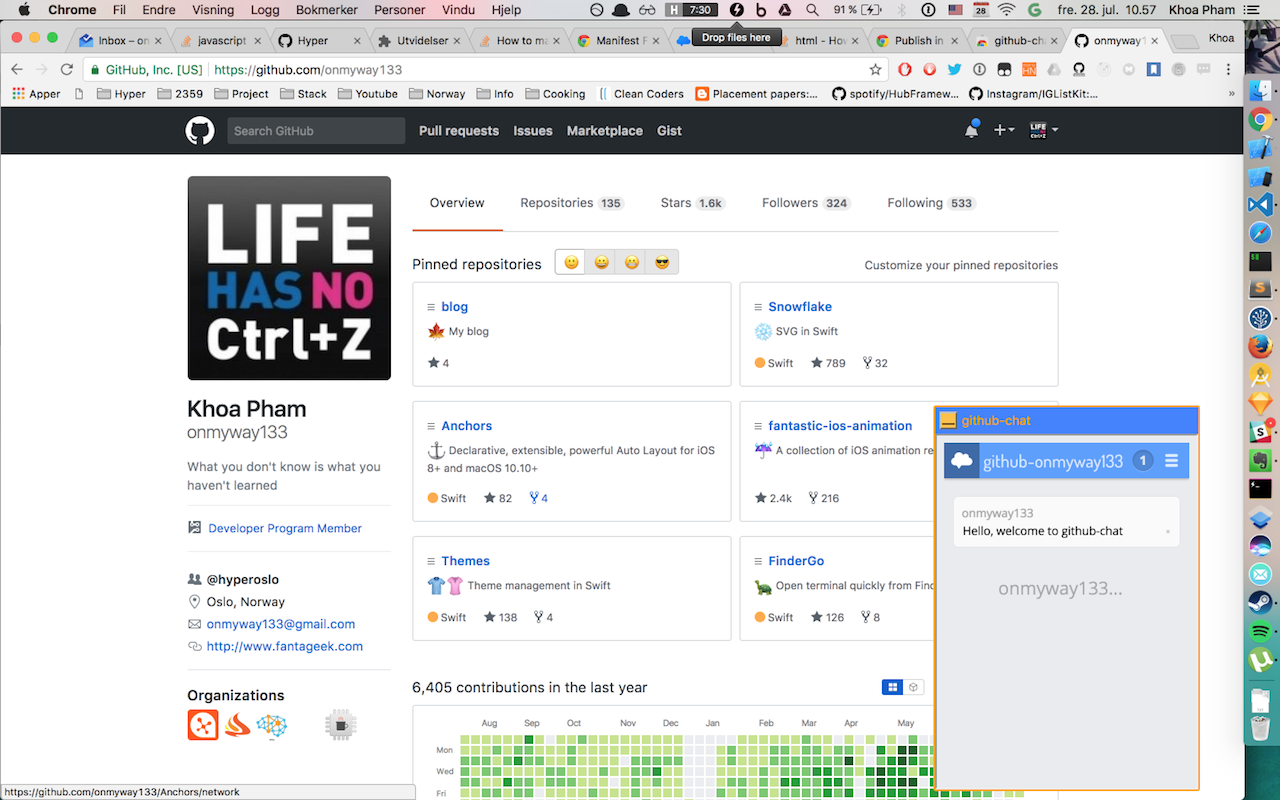 Chrome Fil Endre Visning Logg Bokmerker Personer Vindu Hjelp H 7:30 91 % 28 fre. 28. jul. 10.57 Khoa Pham
Drop files here
Inbox – on javascript Hyper Utvidelser How to ma Manifest F html - Hov Publish in github-cha onmyway1 Khoa
GitHub, Inc. [US] https://github.com/onmyway133
Apper Hyper 2359 Project Stack Youtube Norway Info Cooking Clean Coders Placement papers:... spotify/HubFramew... Instagram/IGListKit:... »
Search GitHub Pull requests Issues Marketplace Gist
LIFE
HAS NO
Ctrl+Z
Khoa Pham
onmyway133
What you don't know is what you
haven't learned
Developer Program Member
@hyperoslo
Oslo, Norway
onmyway133@gmail.com
http://www.fantageek.com
Organizations
Overview Repositories 135 Stars 1.6k Followers 324 Following 533
Pinned repositories Customize your pinned repositories
blog
My blog
4
Snowflake
SVG in Swift
Swift 789 32
Anchors
Declarative, extensible, powerful Auto Layout for iOS
8+ and macOS 10.10+
Swift 82 4
fantastic-ios-animation
A collection of iOS animation re
2.4k 216
Themes
Theme management in Swift
Swift 138 4
FinderGo
Open terminal quickly from Find
Swift 126 8
6,405 contributions in the last year
Aug Sep Oct Nov Dec Jan Feb Mar Apr May
Mon
Wed
Fri
github-chat
github-onmyway133 1
onmyway133
Hello, welcome to github-chat
onmyway133...
https://github.com/onmyway133/Anchors/network